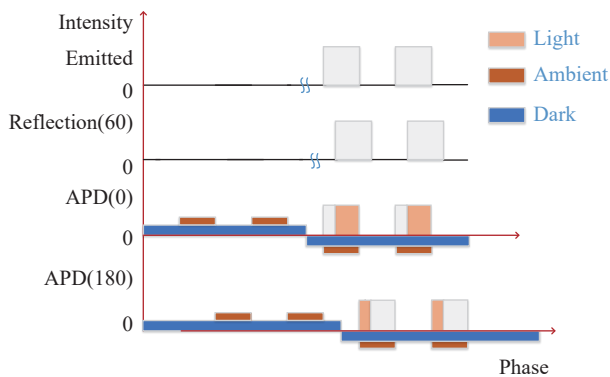 Intensity
Emitted
0
Reflection(60)
0
APD(0)
0
APD(180)
0
Phase
Light
Ambient
Dark